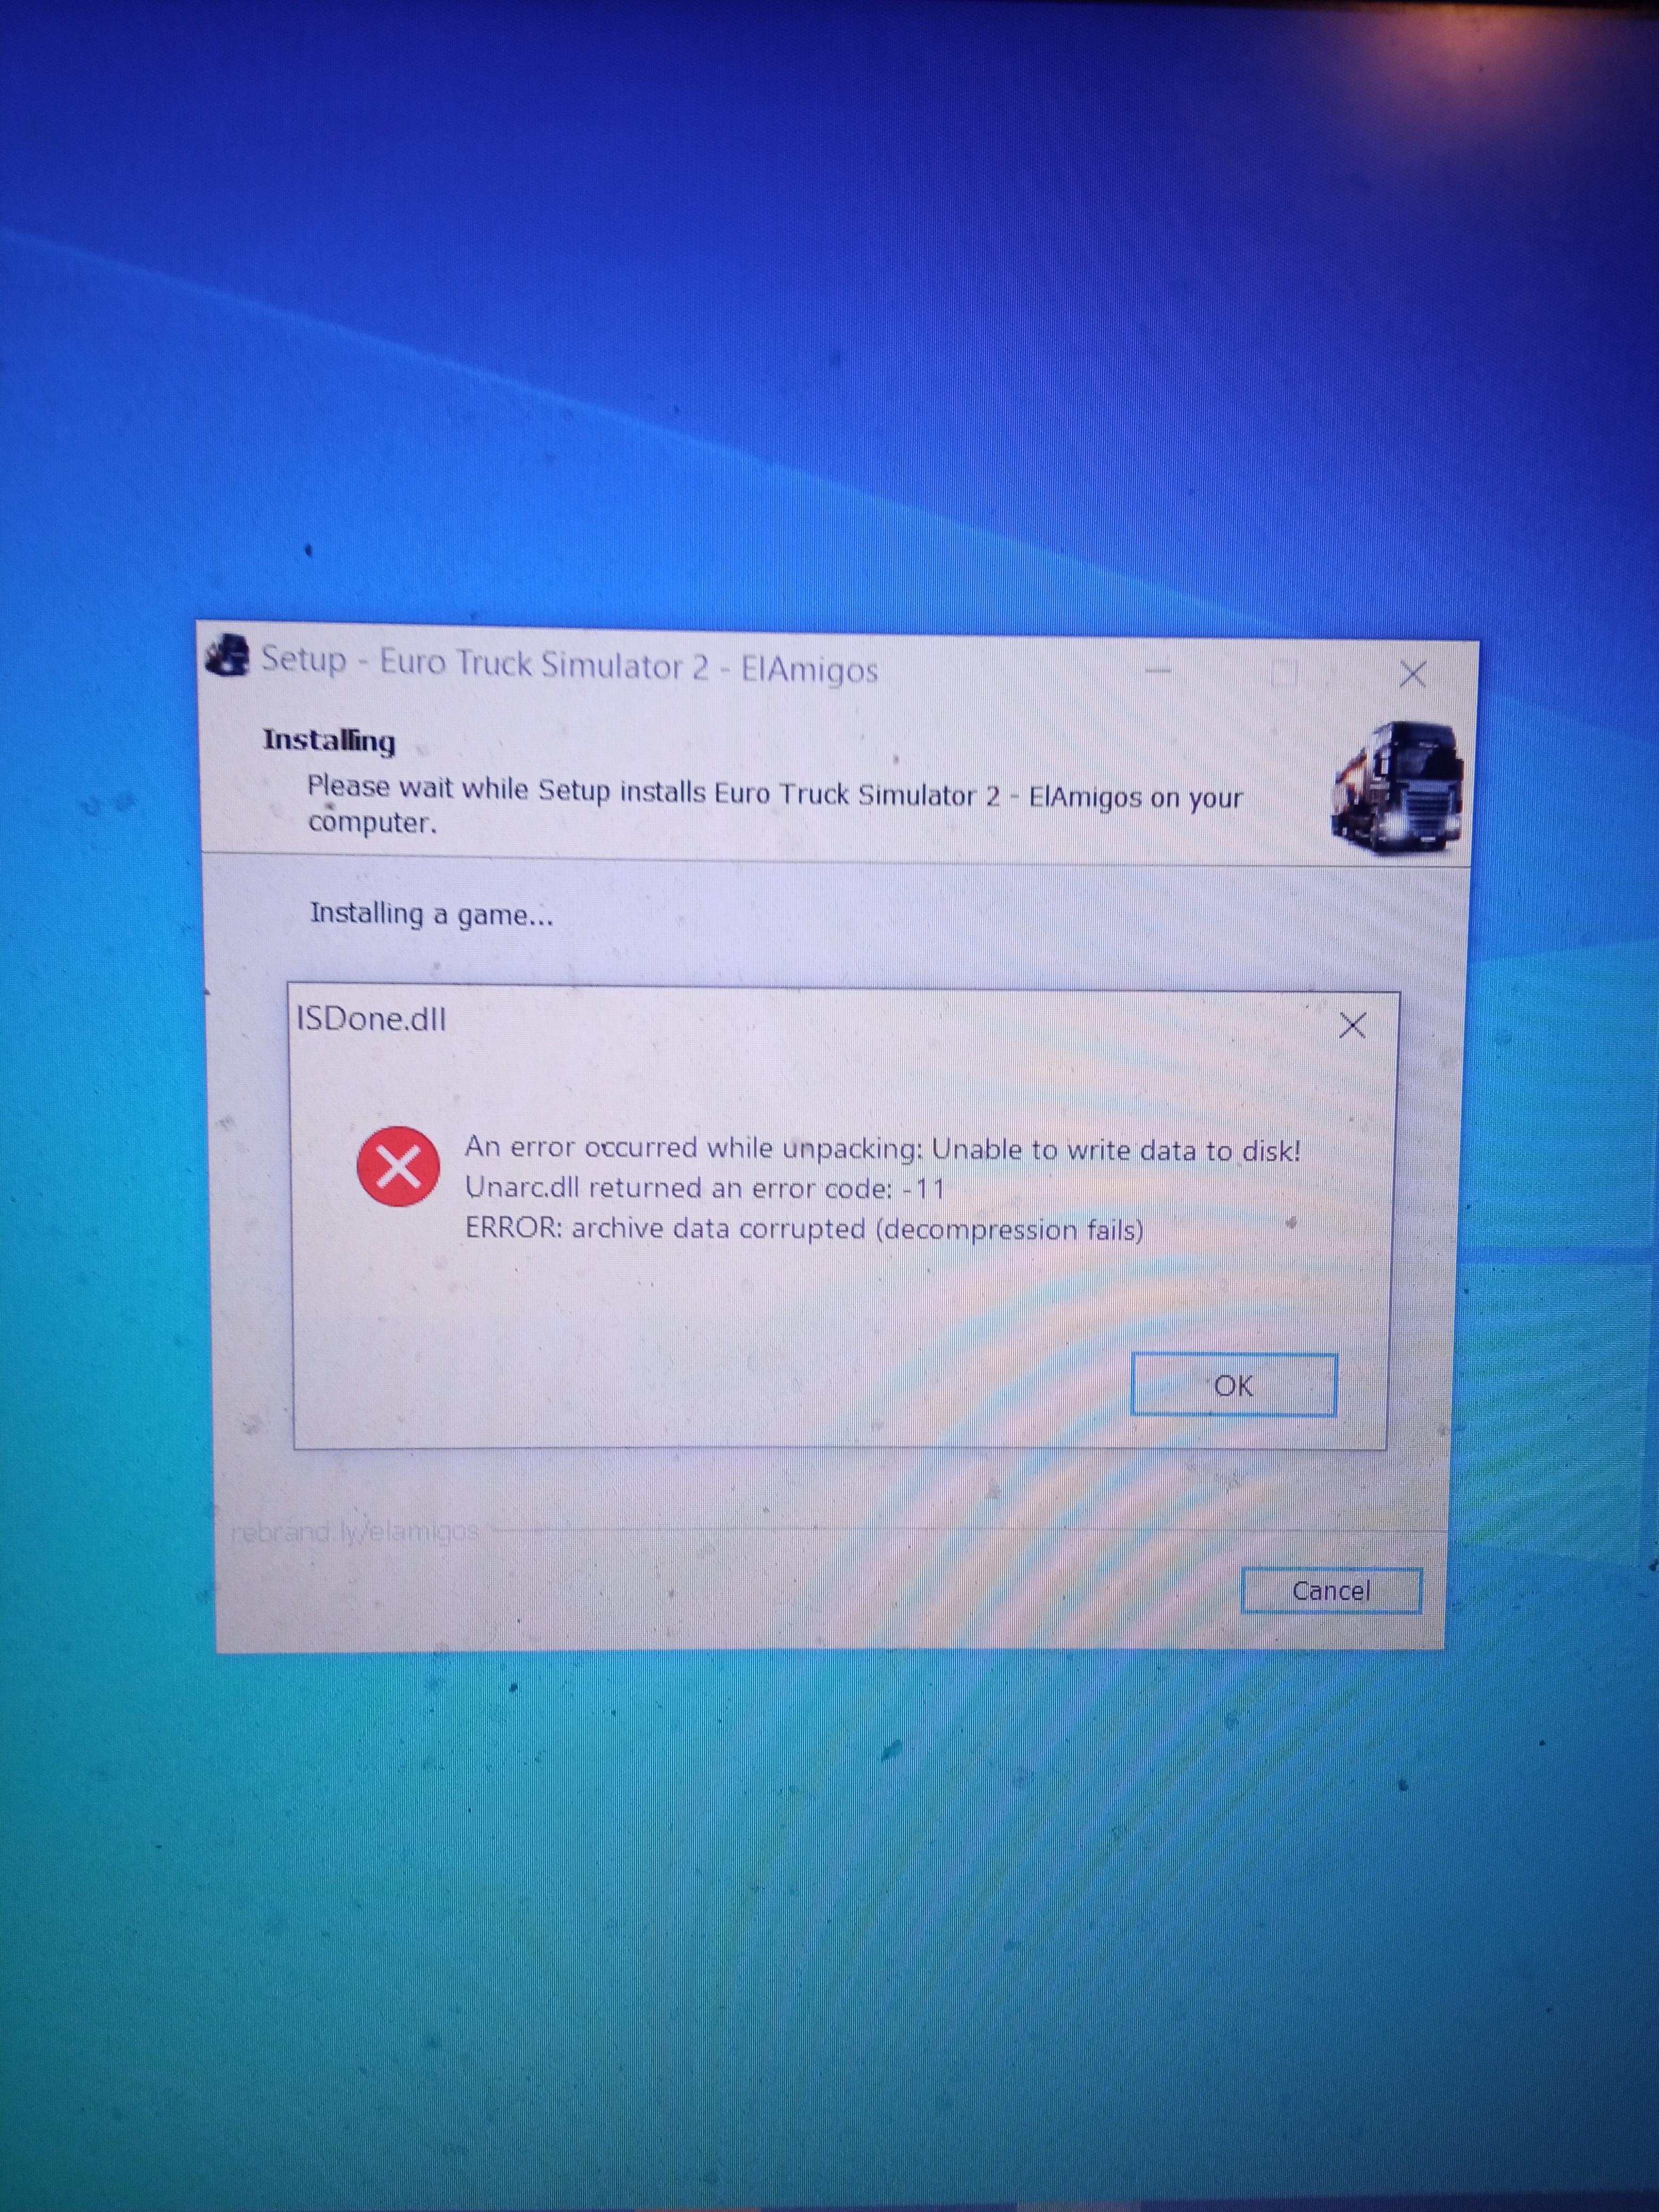 Setup - Euro Truck Simulator 2 - ElAmigos
Installing
Please wait while Setup installs Euro Truck Simulator 2 - ElAmigos on your
computer.
Installing a game...
ISDone.dll
An error occurred while unpacking: Unable to write data to disk!
Unarc.dll returned an error code: -11
ERROR: archive data corrupted (decompression fails)
OK
rebrand.ly/elamigos
Cancel